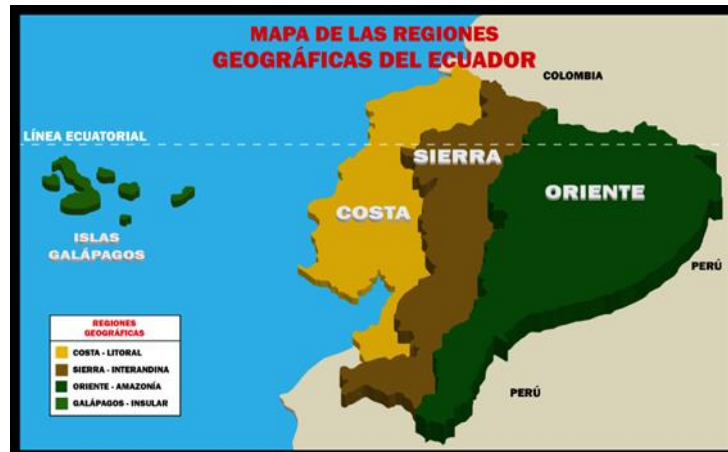 MAPA DE LAS REGIONES
GEOGRÁFICAS DEL ECUADOR
COLOMBIA
LÍNEA ECUATORIAL
SIERRA
ORIENTE
COSTA
ISLAS
GALÁPAGOS
PERÚ
REGIONES
GEOGRÁFICAS
COSTA - LITORAL
SIERRA - INTERANDINA
ORIENTE - AMAZONÍA
GALÁPAGOS - INSULAR
PERÚ